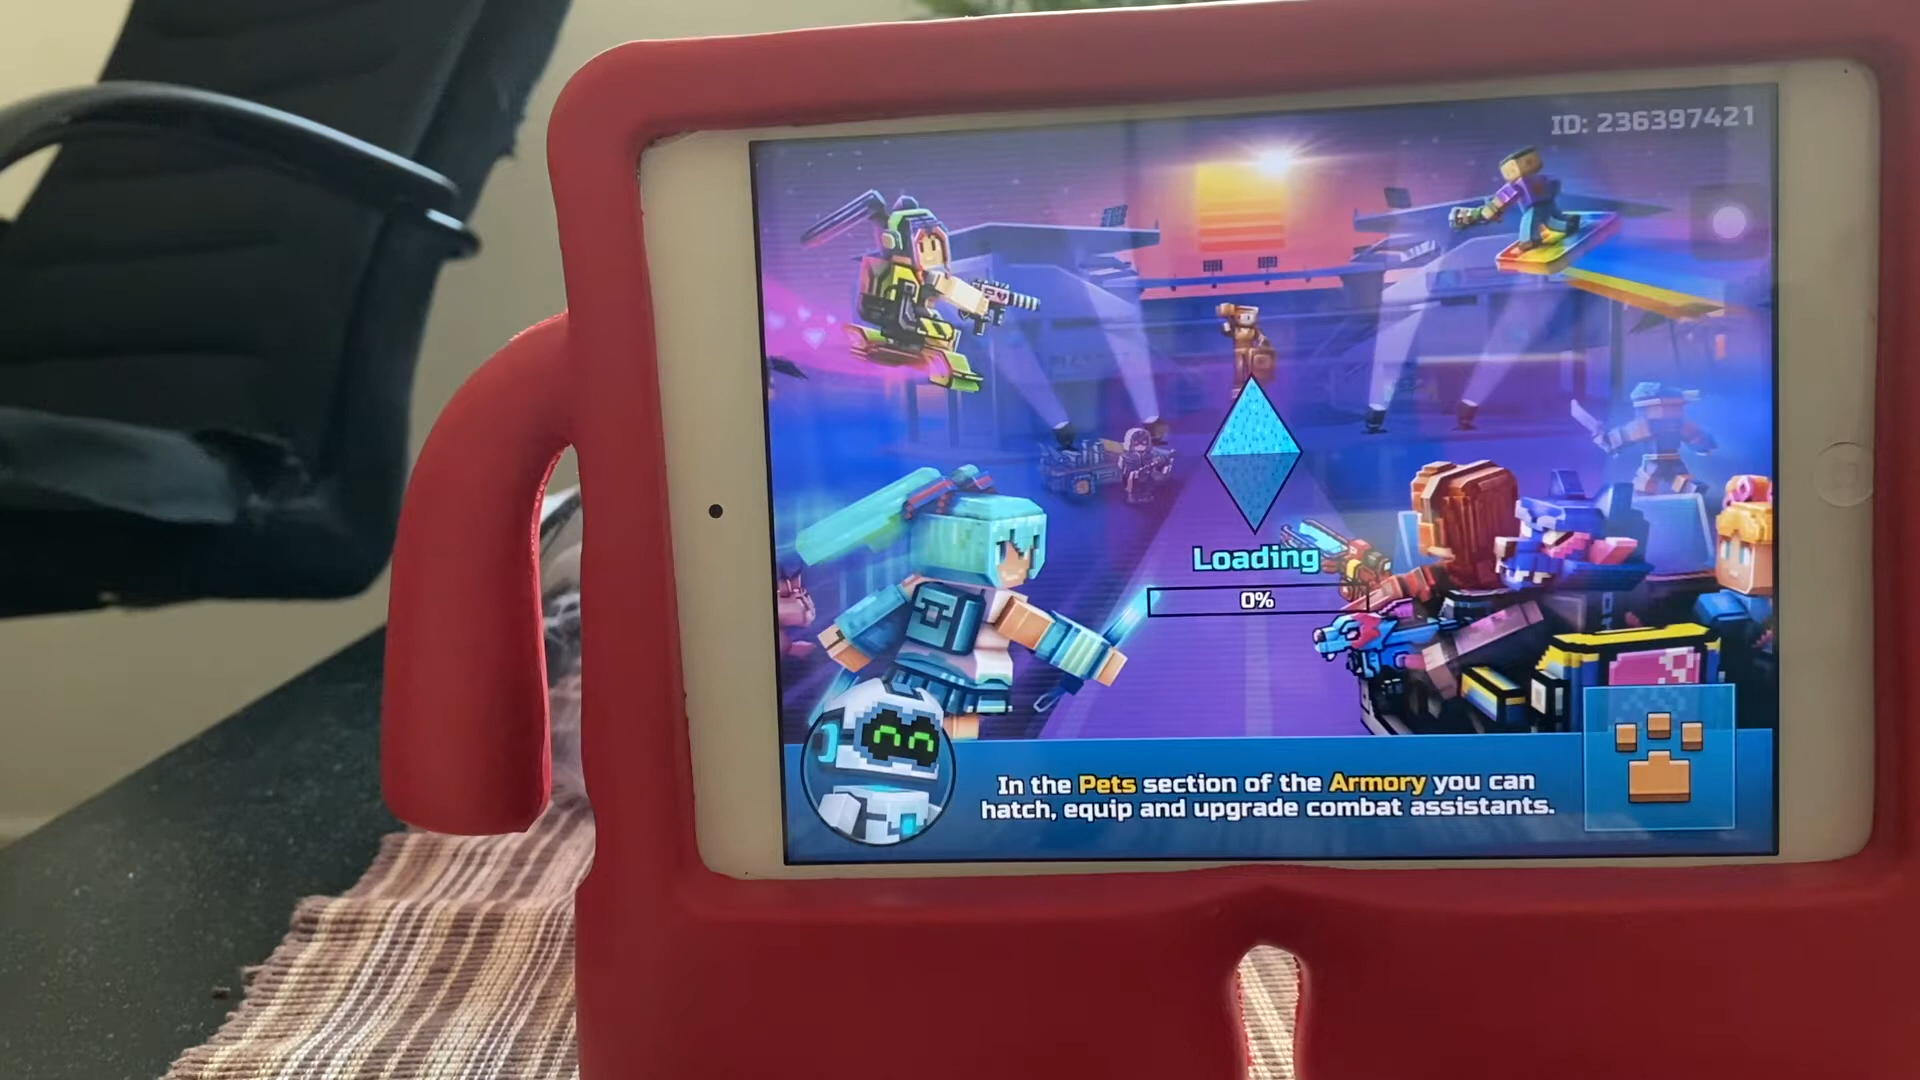 ID: 236397421
Loading
0%
In the Pets section of the Armory you can
hatch, equip and upgrade combat assistants.